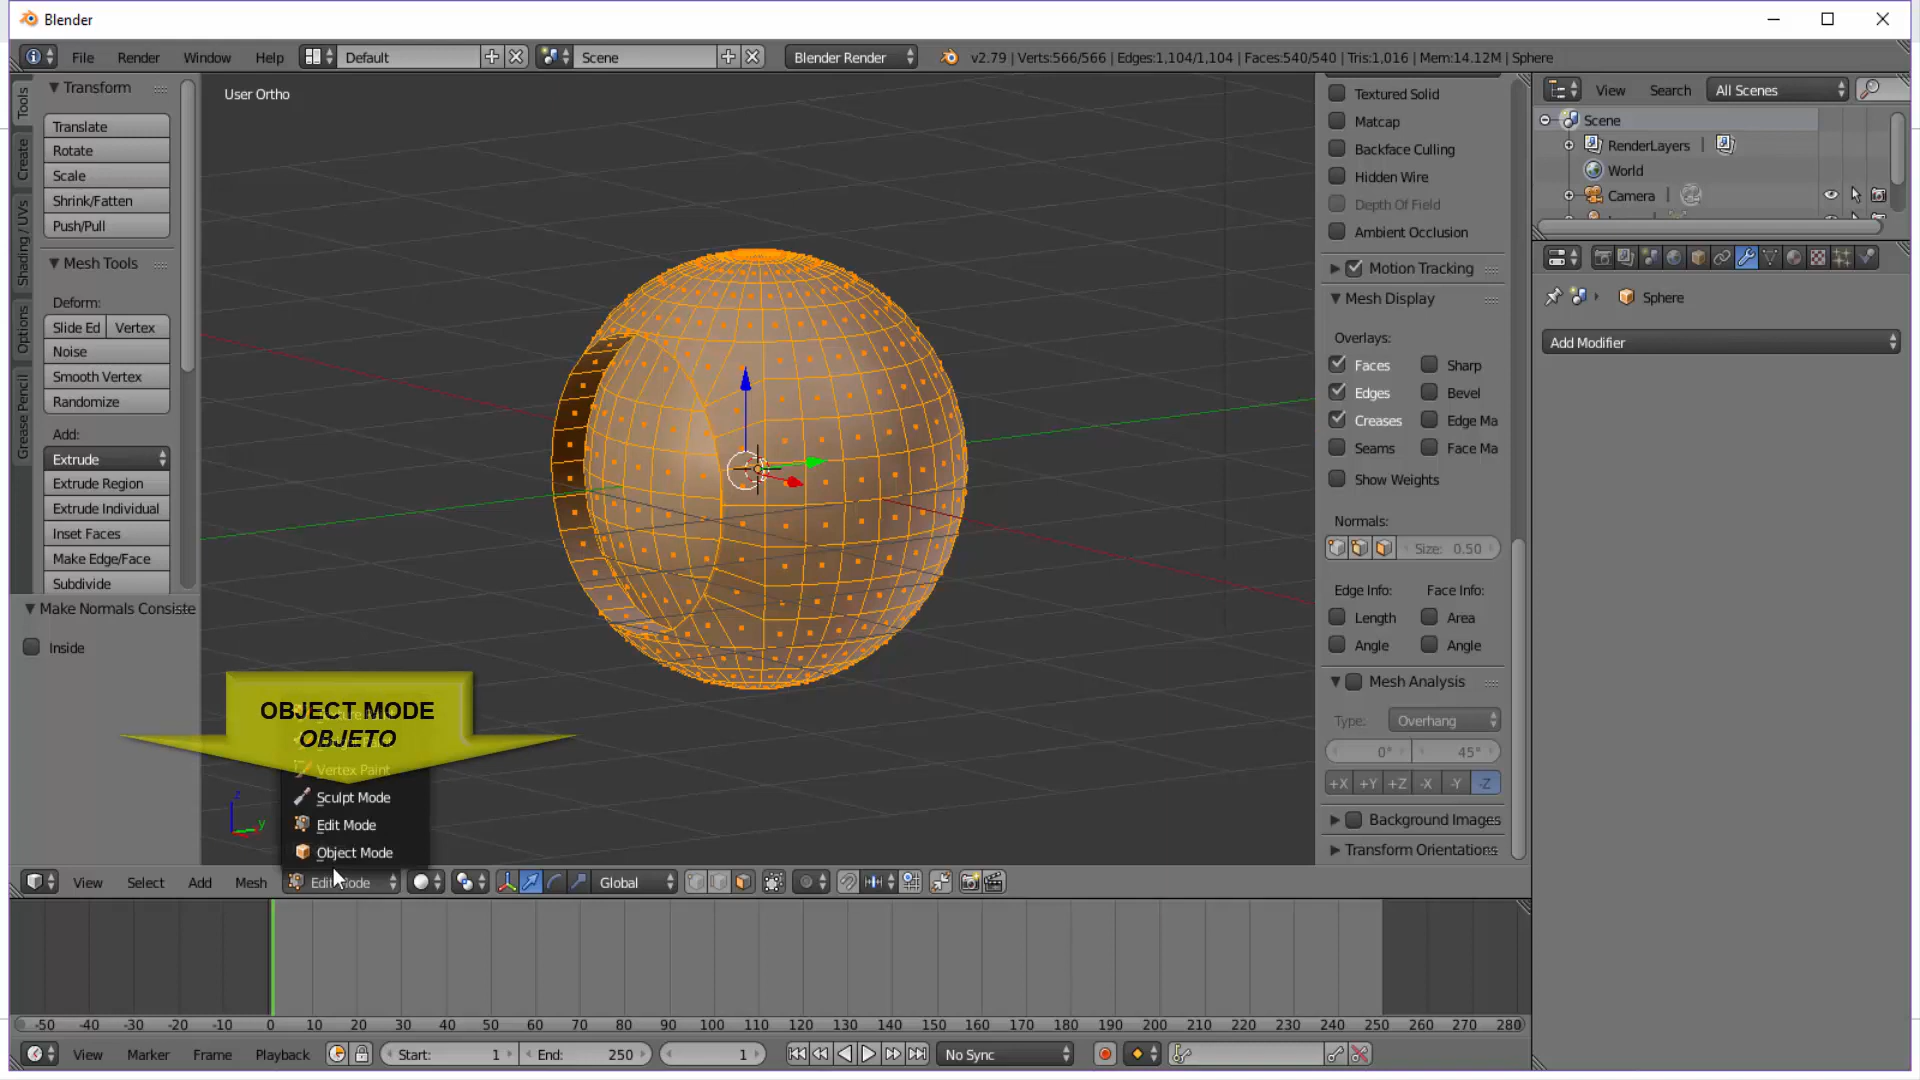 Blender
File Render Window Help Default Scene Blender Render v2.79 | Verts:566/566 | Edges:1,104/1,104 | Faces:540/540 | Tris:1,016 | Mem:14.12M | Sphere
Tools
Create
Shading / UVs
Options
Grease Pencil
Transform
Translate
Rotate
Scale
Shrink/Fatten
Push/Pull
Mesh Tools
Deform:
Slide Ed Vertex
Noise
Smooth Vertex
Randomize
Add:
Extrude
Extrude Region
Extrude Individual
Inset Faces
Make Edge/Face
Subdivide
Make Normals Consiste
Inside
User Ortho
OBJECT MODE
OBJETO
Vertex Paint
Sculpt Mode
Edit Mode
Object Mode
z
y
View Select Add Mesh Edit Mode Global
Textured Solid
Matcap
Backface Culling
Hidden Wire
Depth Of Field
Ambient Occlusion
Motion Tracking
Mesh Display
Overlays:
Faces Sharp
Edges Bevel
Creases Edge Ma
Seams Face Ma
Show Weights
Normals:
Size: 0.50
Edge Info: Face Info:
Length Area
Angle Angle
Mesh Analysis
Type: Overhang
0° 45°
+X +Y +Z -X -Y -Z
Background Images
Transform Orientations
View Search All Scenes
Scene
RenderLayers
World
Camera
Sphere
Add Modifier
-50 -40 -30 -20 -10 0 10 20 30 40 50 60 70 80 90 100 110 120 130 140 150 160 170 180 190 200 210 220 230 240 250 260 270 280
View Marker Frame Playback Start: 1 End: 250 1 No Sync